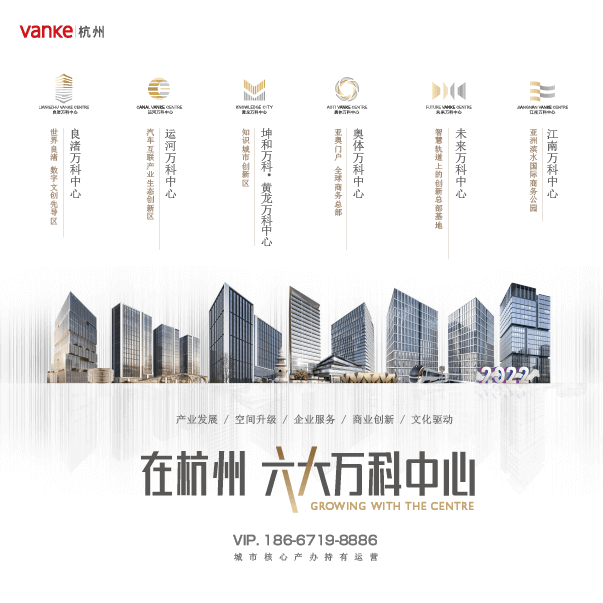 vanke 杭州
LIANGZHU VANKE CENTRE
良渚万科中心
CANAL VANKE CENTRE
运河万科中心
KNOWLEDGE CITY
黄龙万科中心
AOTI VANKE CENTRE
奥体万科中心
FUTURE VANKE CENTRE
未来万科中心
JIANGNAN VANKE CENTRE
江南万科中心
良渚万科中心
世界良渚 数字文创先导区
运河万科中心
汽车互联产业生态创新区
坤和万科·黄龙万科中心
知识城市创新区
奥体万科中心
亚奥门户 全球商务总部
未来万科中心
智慧轨道上的创新总部基地
江南万科中心
亚洲滨水国际商务公园
2022
产业发展 / 空间升级 / 企业服务 / 商业创新 / 文化驱动
在杭州 六大万科中心
GROWING WITH THE CENTRE
VIP. 186-6719-8886
城市核心产办持有运营